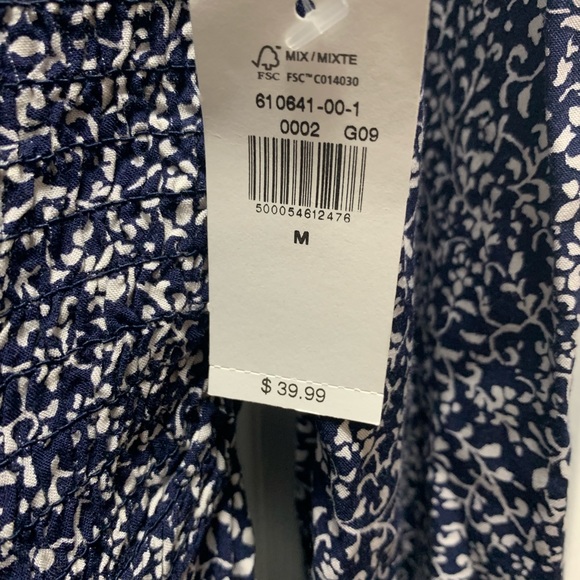 MIX / MIXTE
FSC FSC™ C014030
610641-00-1
0002 G09
500054612476
M
$ 39.99